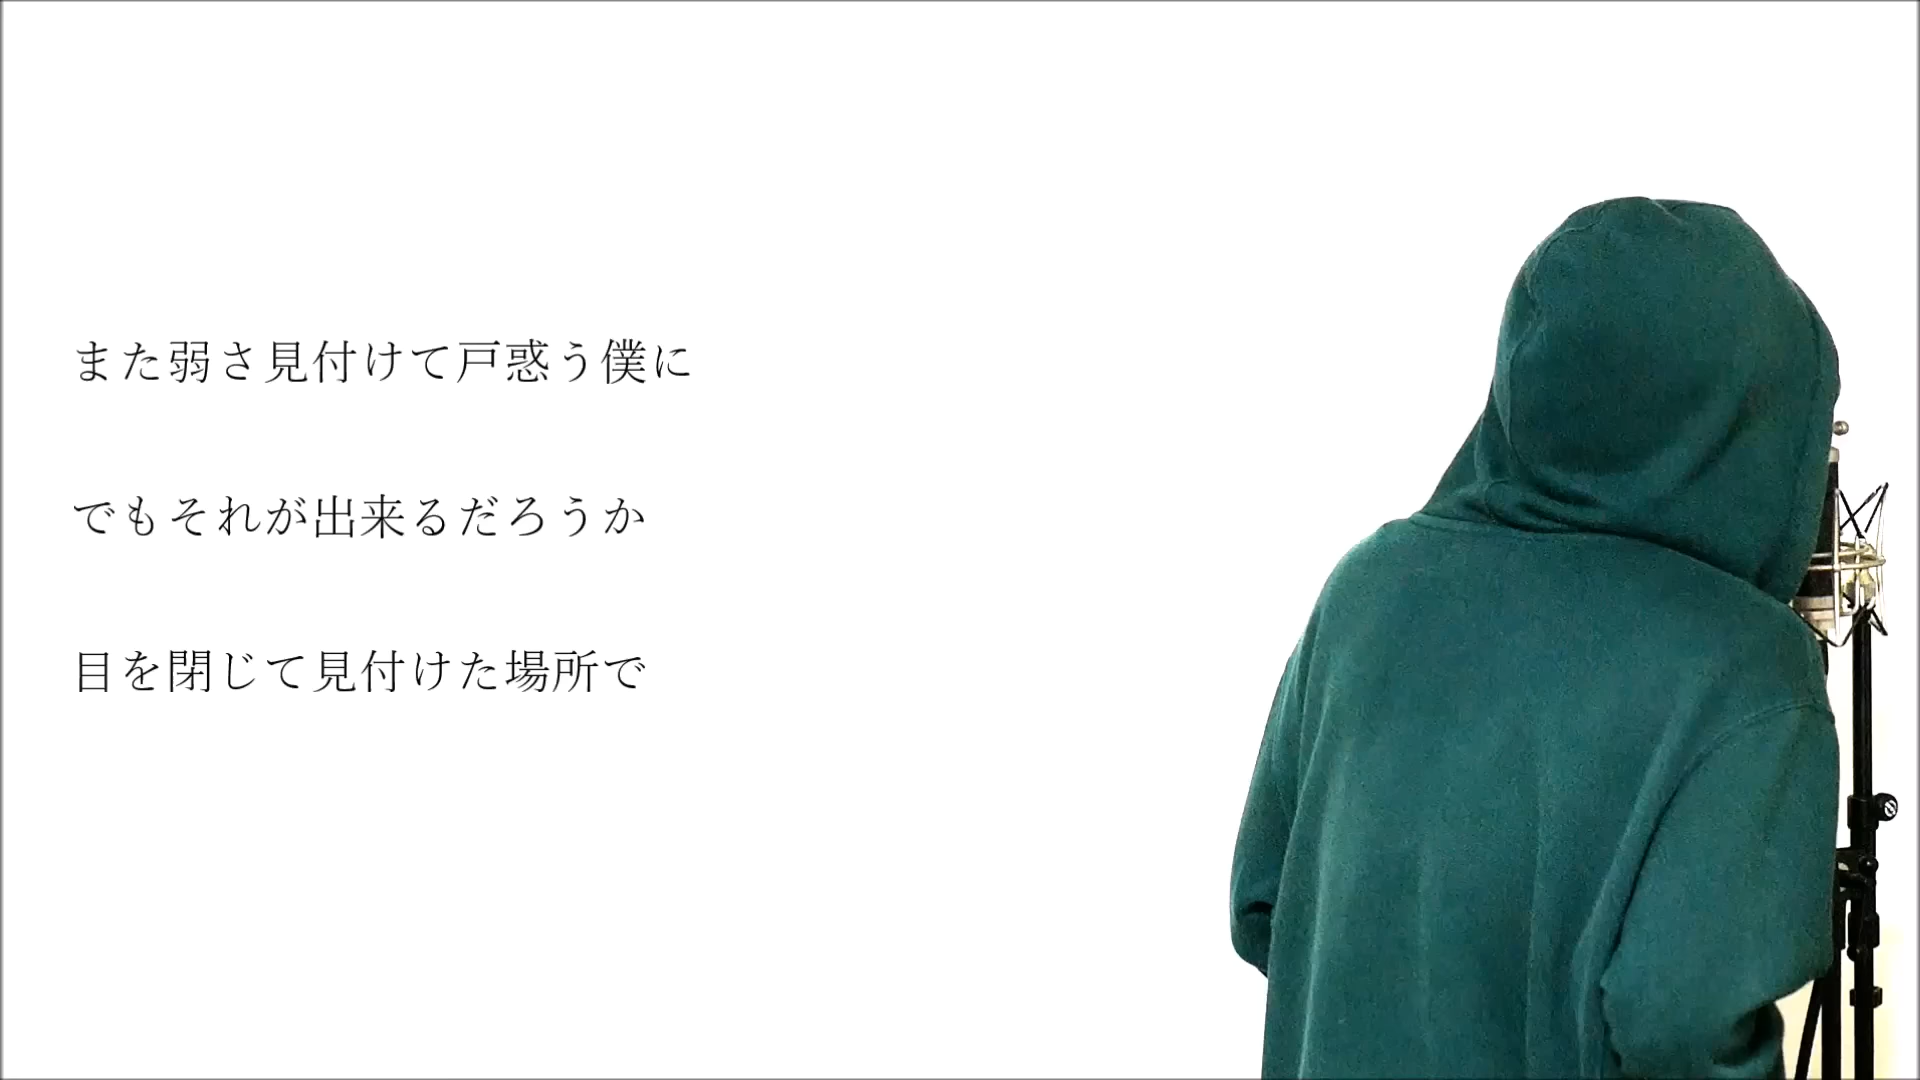 また弱さ見付けて戸惑う僕に
でもそれが出来るだろうか
目を閉じて見付けた場所で